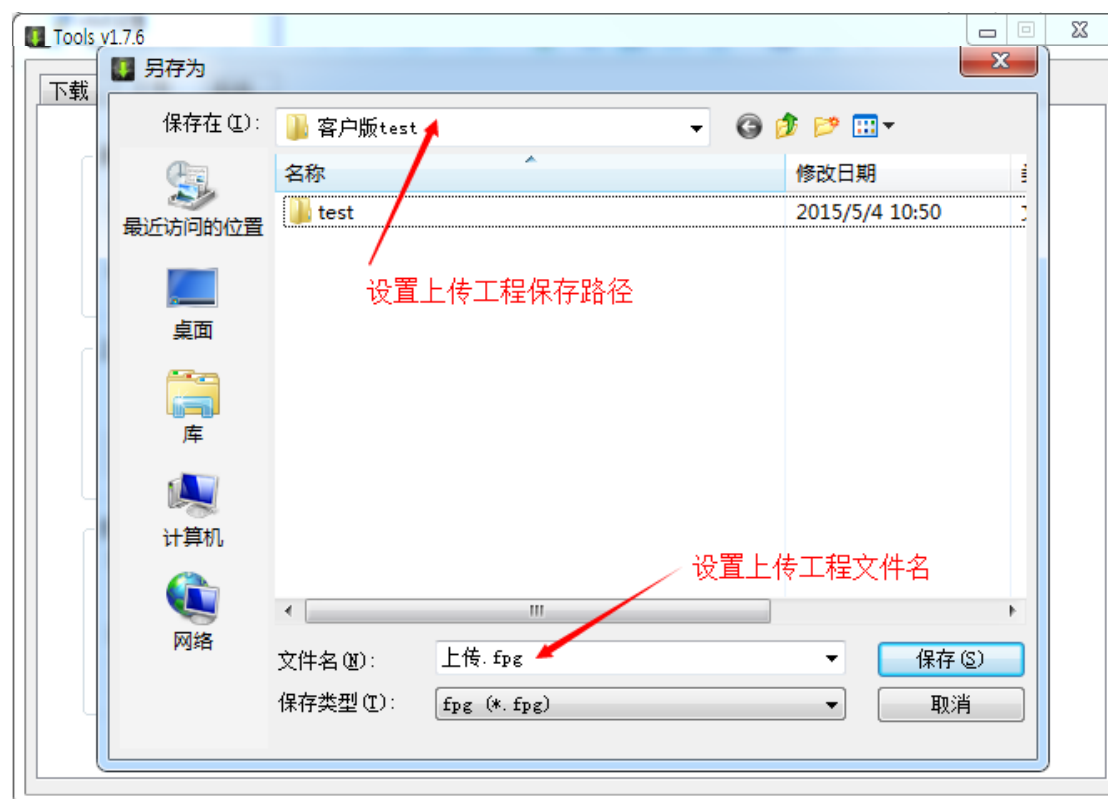 Tools v1.7.6
另存为
下载
保存在(I):
客户版test
名称
修改日期
test
2015/5/4 10:50
最近访问的位置
设置上传工程保存路径
桌面
库
计算机
设置上传工程文件名
网络
文件名(N):
上传.fpg
保存(S)
保存类型(T):
fpg (*.fpg)
取消